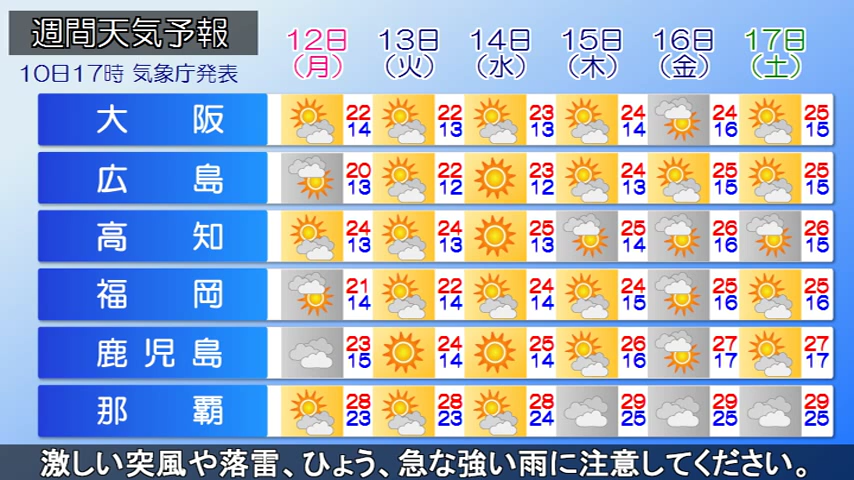 週間天気予報
10日17時 気象庁発表
12日 13日 14日 15日 16日 17日
(月) (火) (水) (木) (金) (土)
大阪 22 14 22 13 23 13 24 14 24 16 25 15
広島 20 13 22 12 23 12 24 13 25 15 25 15
高知 24 13 24 13 25 13 25 14 26 16 26 15
福岡 21 14 22 14 24 14 24 15 25 16 25 16
鹿児島 23 15 24 14 25 14 26 16 27 17 27 17
那覇 28 23 28 23 28 24 29 25 29 25 29 25
激しい突風や落雷、ひょう、急な強い雨に注意してください。